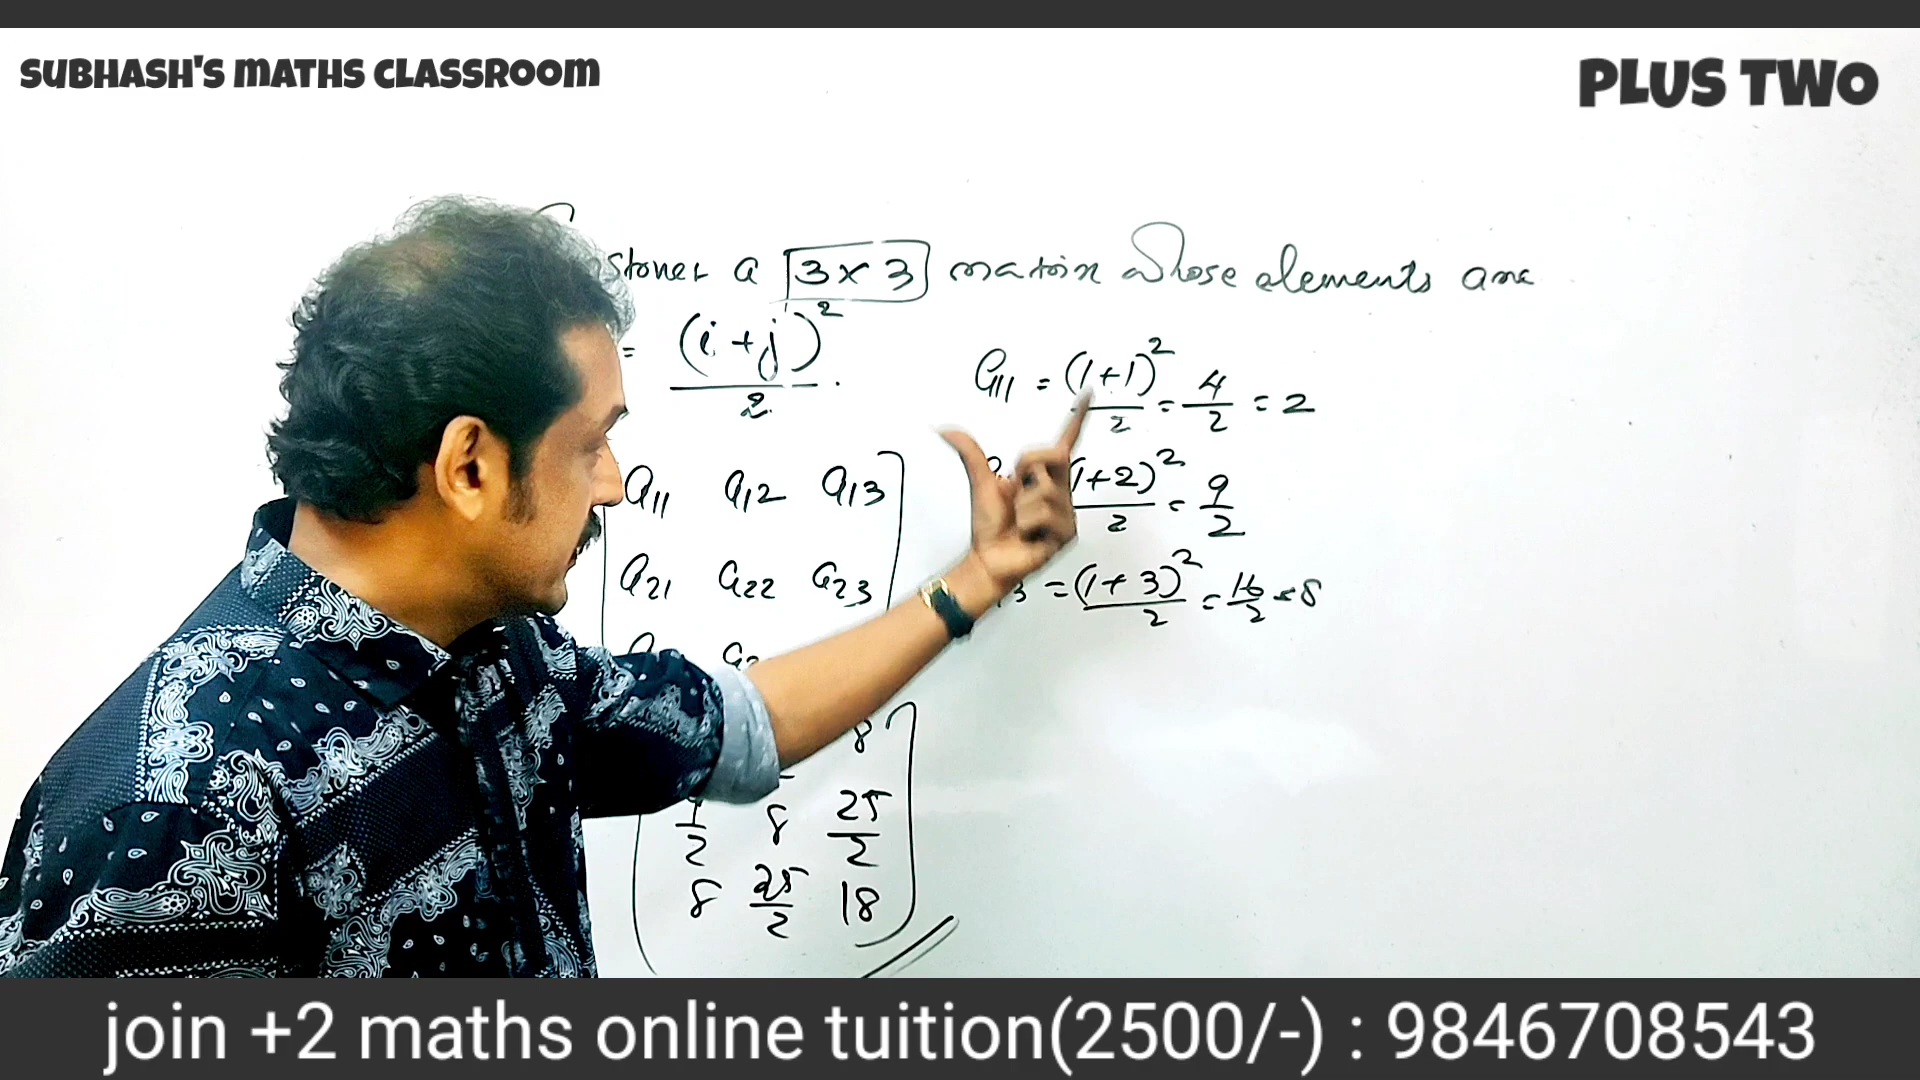 SUBHASH'S MATHS CLASSROOM
PLUS TWO
a 3 × 3 matrix whose elements are
= (i + j)² / 2 .
a11 = (1+1)² / 2 = 4/2 = 2
(1+2)² / 2 = 9/2
3 = (1+3)² / 2 = 16/2 = 8
a11 a12 a13
a21 a22 a23
8
8 25/2
8 25/2 18
join +2 maths online tuition(2500/-) : 9846708543